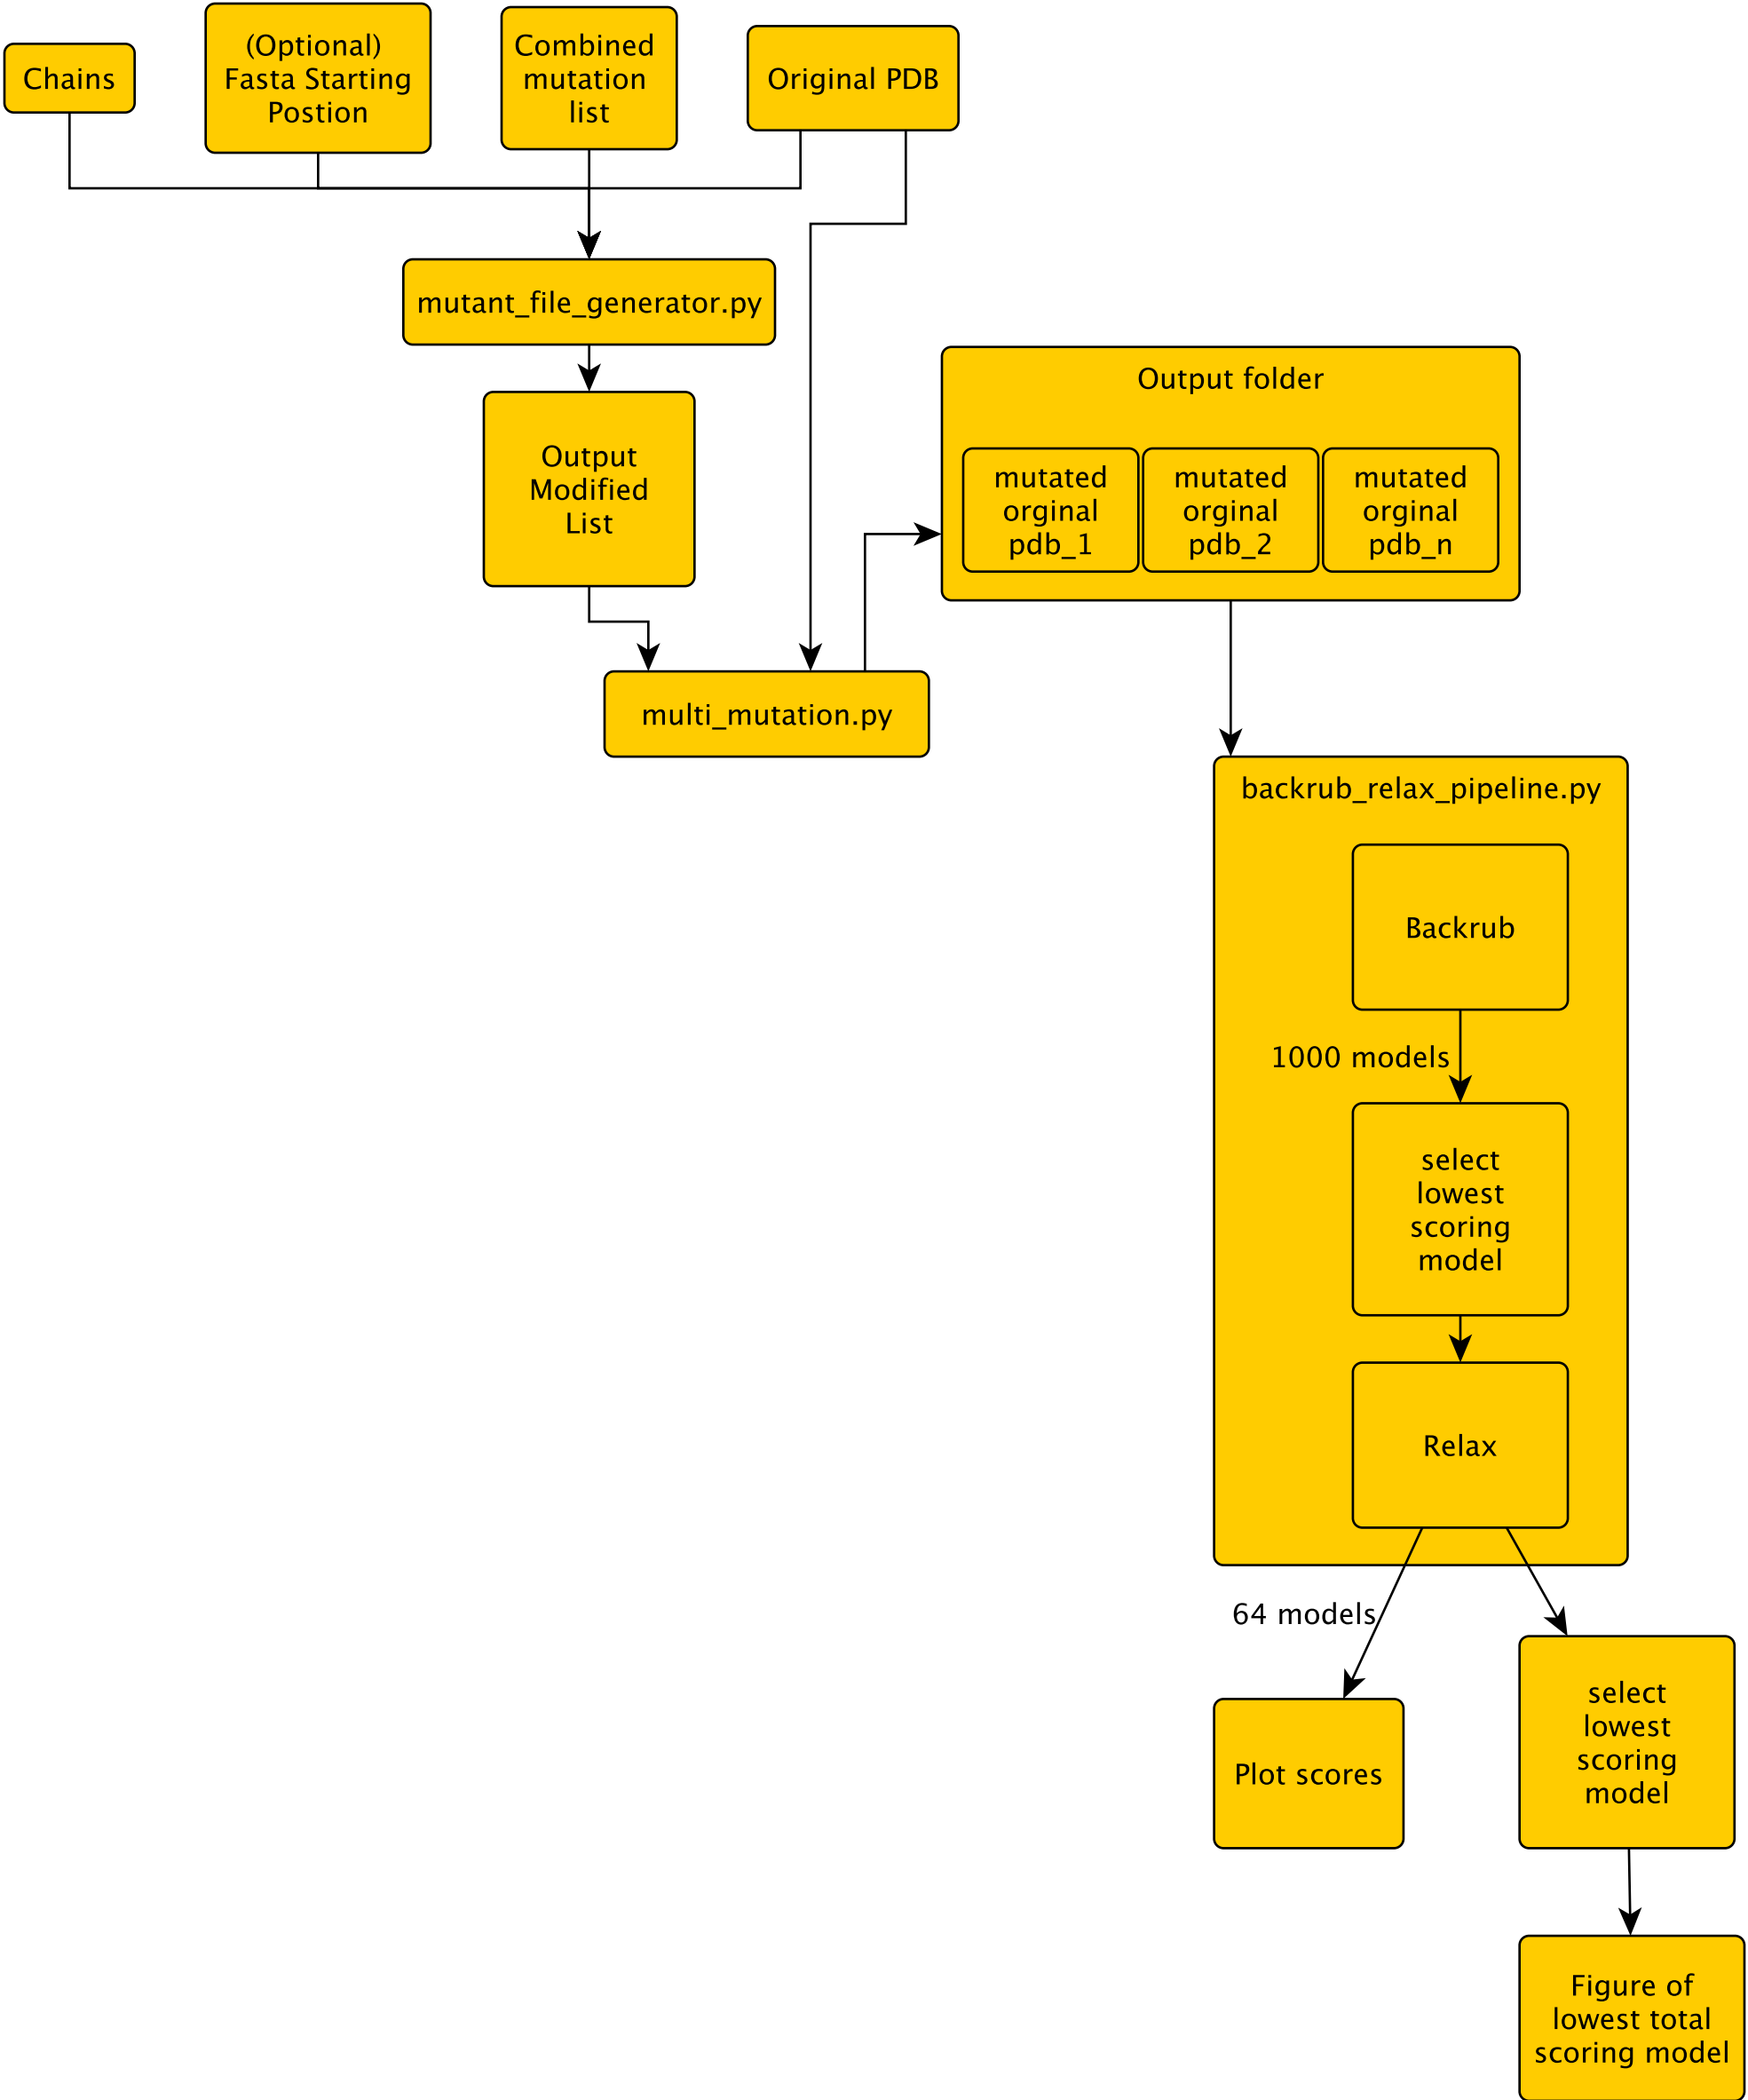 Chains
(Optional)
Fasta Starting
Postion
Combined
mutation
list
Original PDB
mutant_file_generator.py
Output
Modified
List
multi_mutation.py
Output folder
mutated
orginal
pdb_1
mutated
orginal
pdb_2
mutated
orginal
pdb_n
backrub_relax_pipeline.py
Backrub
1000 models
select
lowest
scoring
model
Relax
64 models
Plot scores
select
lowest
scoring
model
Figure of
lowest total
scoring model